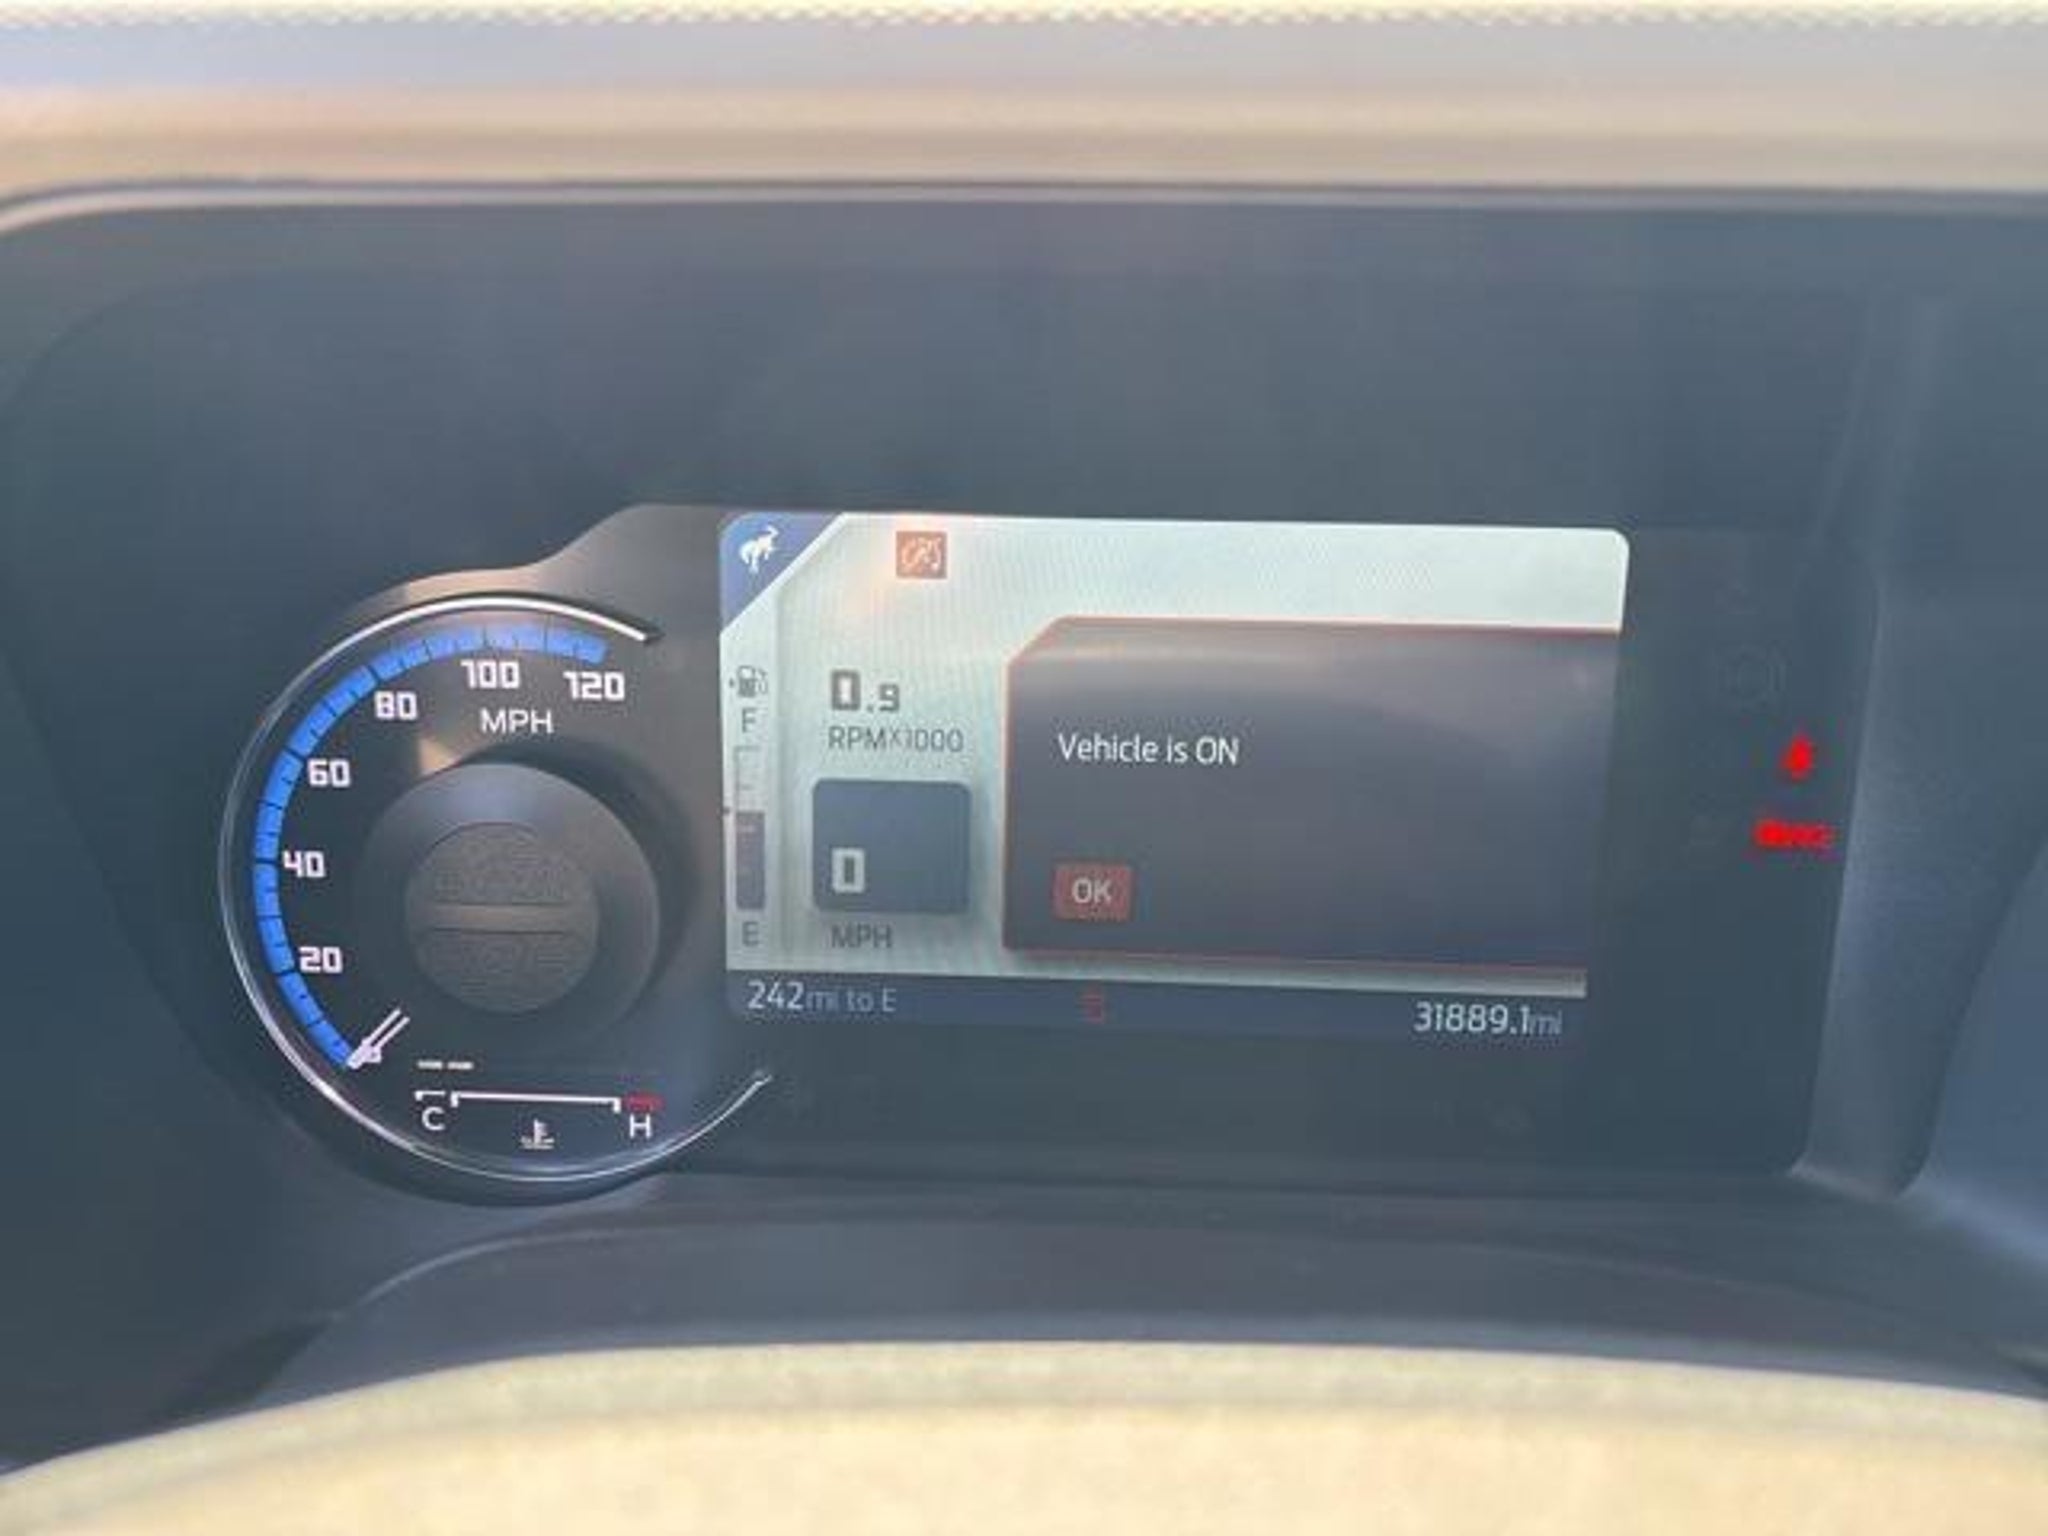 120
100
80
MPH
60
40
20
0.9
RPMX1000
F
Vehicle is ON
0
OK
E
MPH
242mi to E
31889.1mi
--
C
H